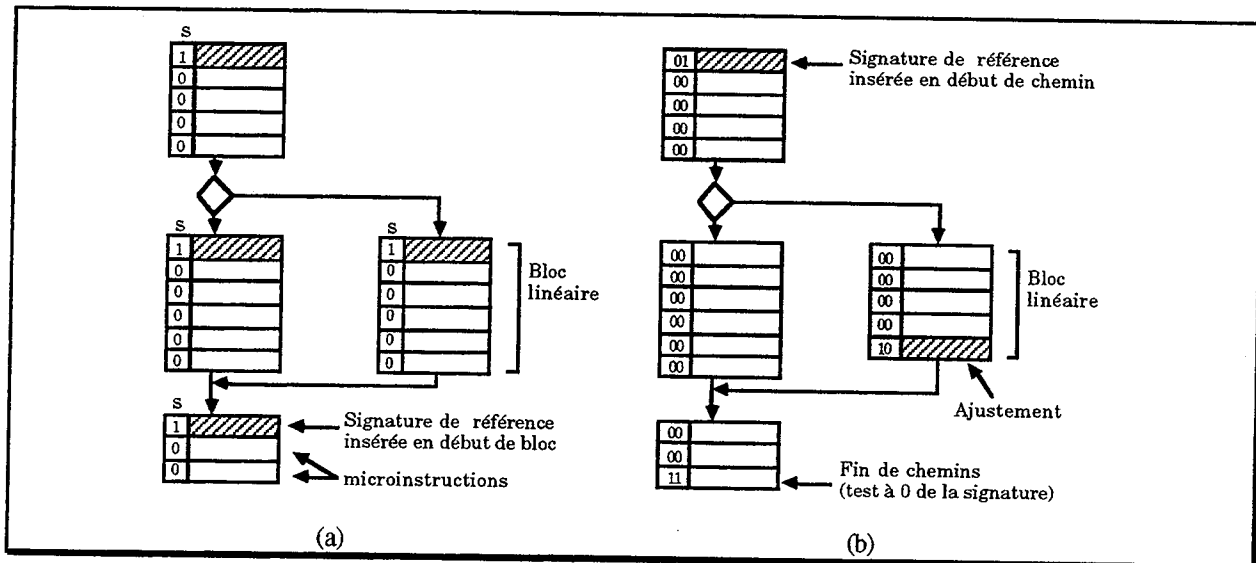 S
1
0
0
0
0
S
1
0
0
0
0
0
S
1
0
0
0
0
0
Bloc
linéaire
S
1
0
0
Signature de référence
insérée en début de bloc
microinstructions
(a)
01
00
00
00
00
Signature de référence
insérée en début de chemin
00
00
00
00
00
00
00
00
00
00
10
Bloc
linéaire
Ajustement
00
00
11
Fin de chemins
(test à 0 de la signature)
(b)